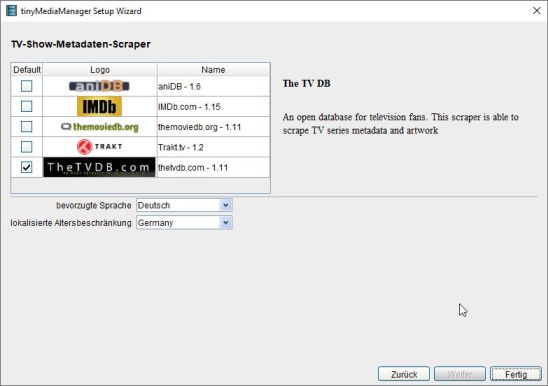 tinyMediaManager Setup Wizard
TV-Show-Metadaten-Scraper
Default Logo Name
aniDB aniDB - 1.6
IMDb IMDb.com - 1.15
themoviedb.org themoviedb.org - 1.11
TRAKT Trakt.tv - 1.2
TheTVDB.com thetvdb.com - 1.11
The TV DB
An open database for television fans. This scraper is able to
scrape TV series metadata and artwork
bevorzugte Sprache Deutsch
lokalisierte Altersbeschränkung Germany
Zurück Weiter Fertig